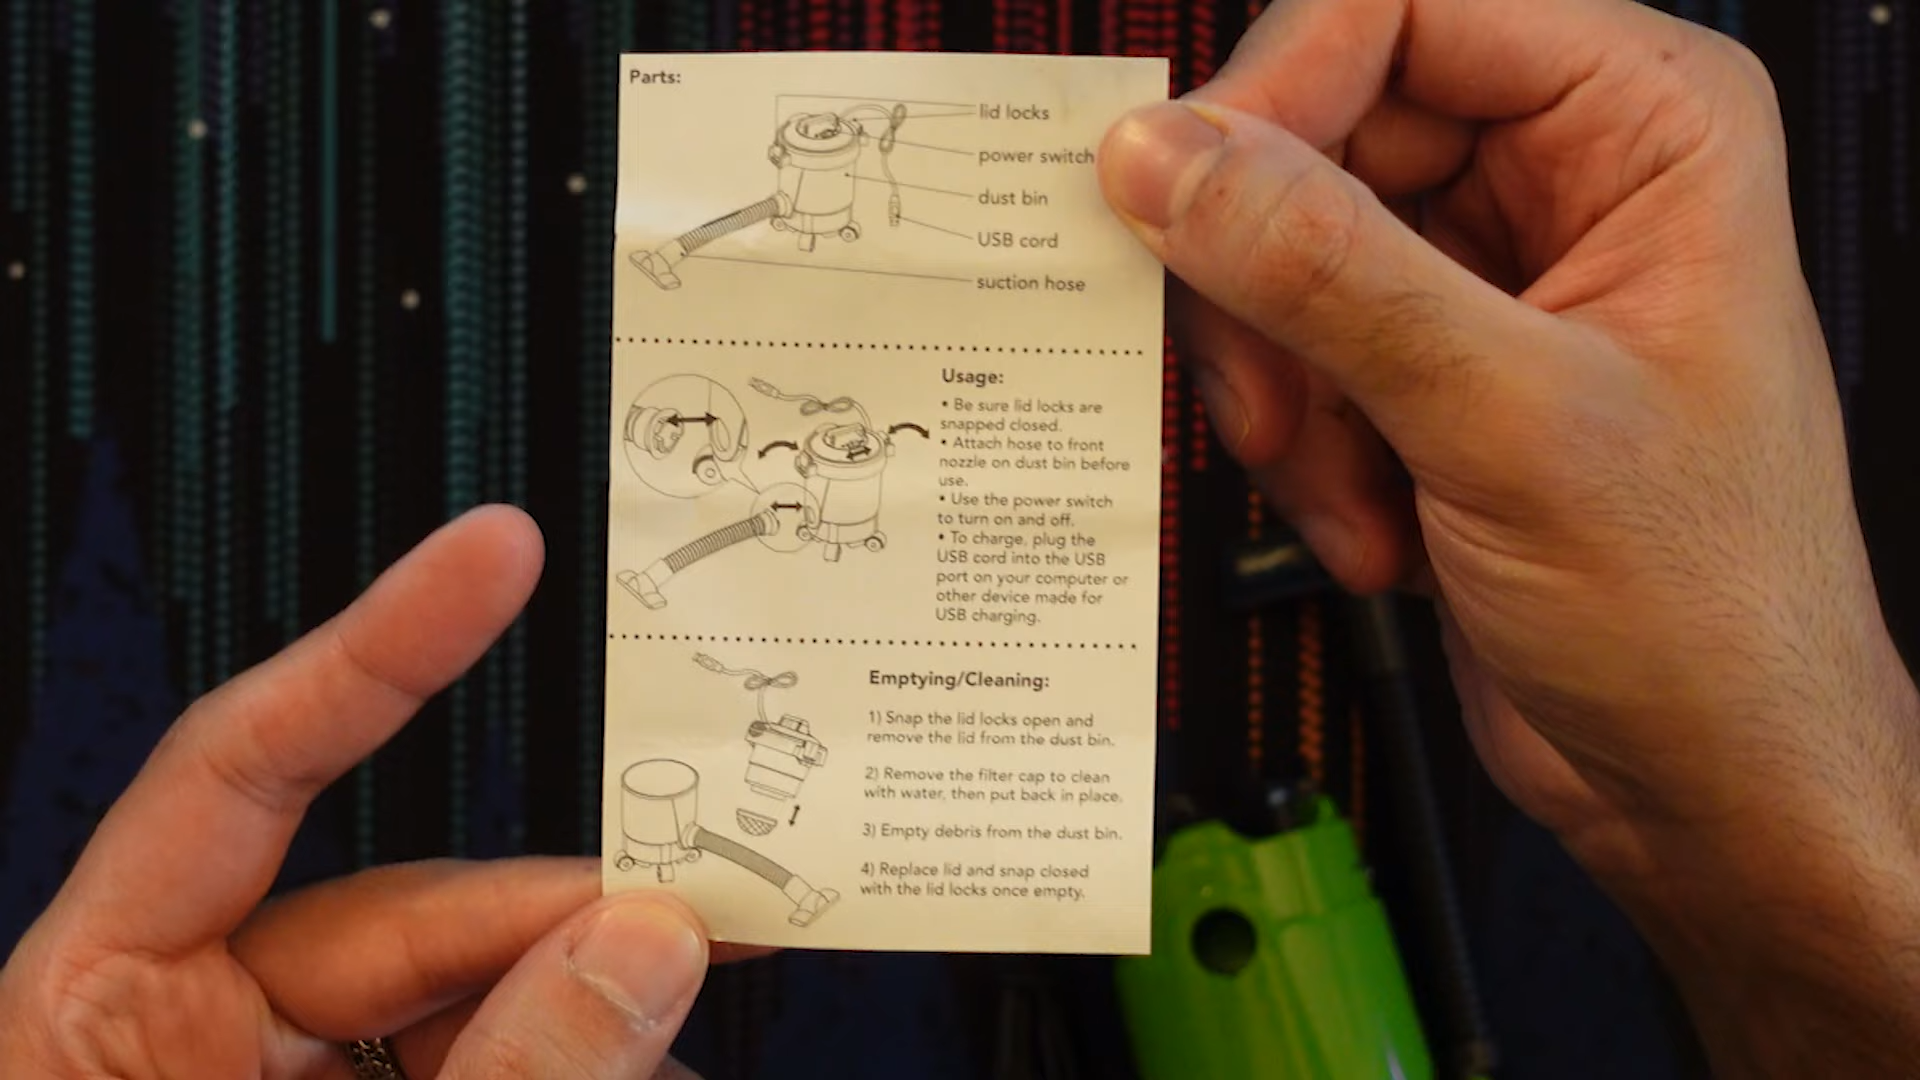 Parts:
lid locks
power switch
dust bin
USB cord
suction hose
Usage:
• Be sure lid locks are
snapped closed.
• Attach hose to front
nozzle on dust bin before
use.
• Use the power switch
to turn on and off.
• To charge, plug the
USB cord into the USB
port on your computer or
other device made for
USB charging.
Emptying/Cleaning:
1) Snap the lid locks open and
remove the lid from the dust bin.
2) Remove the filter cap to clean
with water, then put back in place.
3) Empty debris from the dust bin.
4) Replace lid and snap closed
with the lid locks once empty.